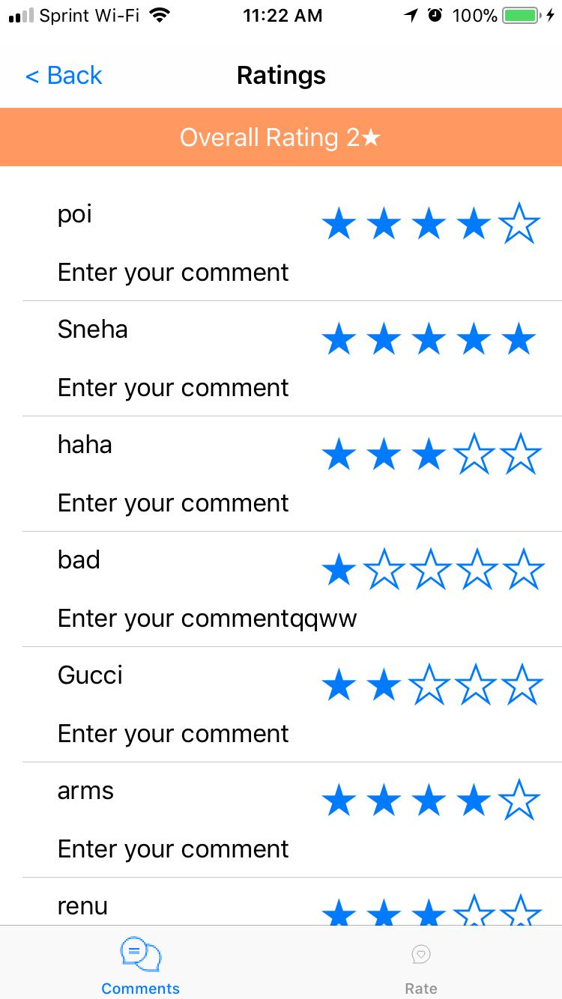 Sprint Wi-Fi 11:22 AM 100%
< Back Ratings
Overall Rating 2★
poi ★★★★☆
Enter your comment
Sneha ★★★★★
Enter your comment
haha ★★★☆☆
Enter your comment
bad ★☆☆☆☆
Enter your commentqqww
Gucci ★★☆☆☆
Enter your comment
arms ★★★★☆
Enter your comment
renu ★★★☆☆
Comments Rate